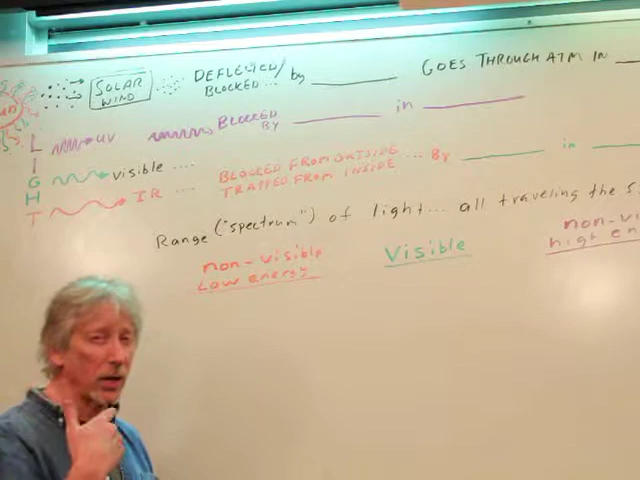 SOLAR WIND DEFLECTED/ BLOCKED... by GOES THROUGH ATM IN
UV BLOCKED BY in
visible .... BLOCKED FROM OUTSIDE ... By in
IR ... TRAPPED FROM INSIDE
LIGHT
Range ("spectrum") of light... all traveling the S
non-visible Low energy Visible non-vi high en